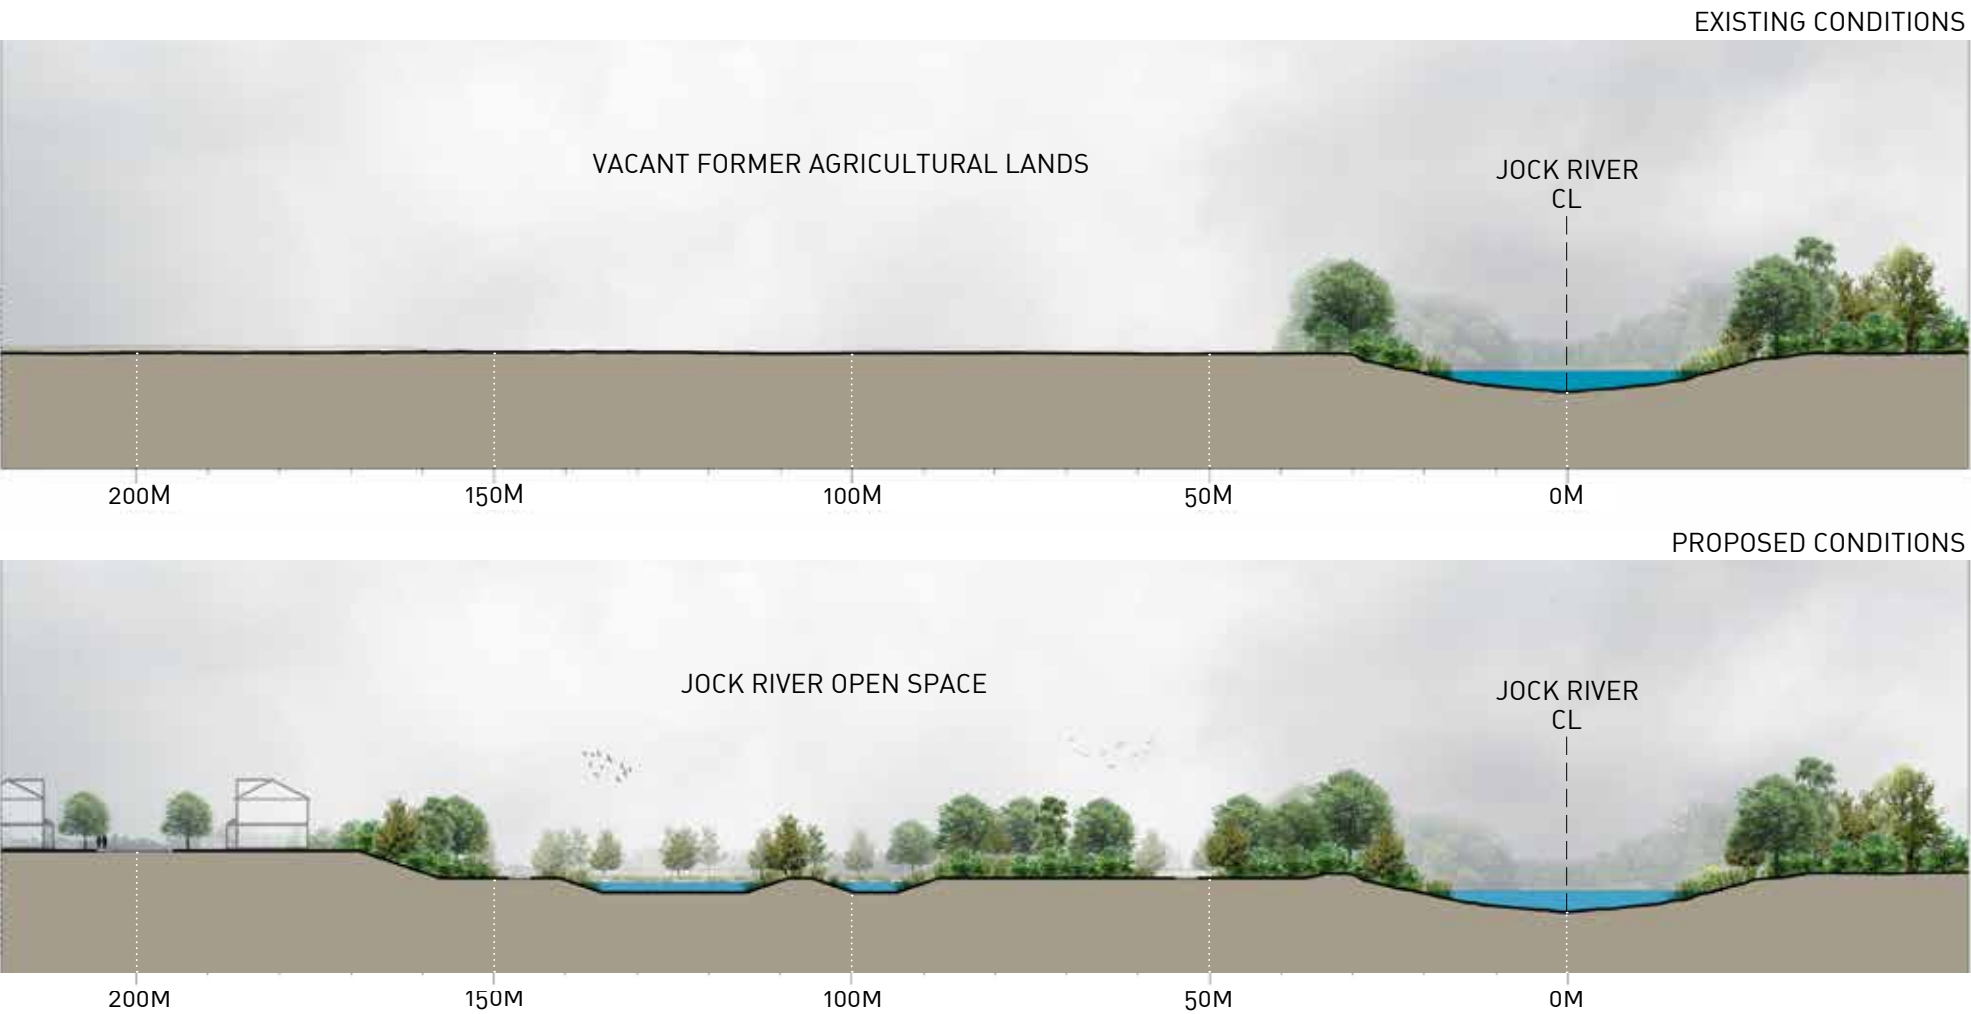 EXISTING CONDITIONS
VACANT FORMER AGRICULTURAL LANDS
JOCK RIVER
CL
200M 150M 100M 50M 0M
PROPOSED CONDITIONS
JOCK RIVER OPEN SPACE
JOCK RIVER
CL
200M 150M 100M 50M 0M